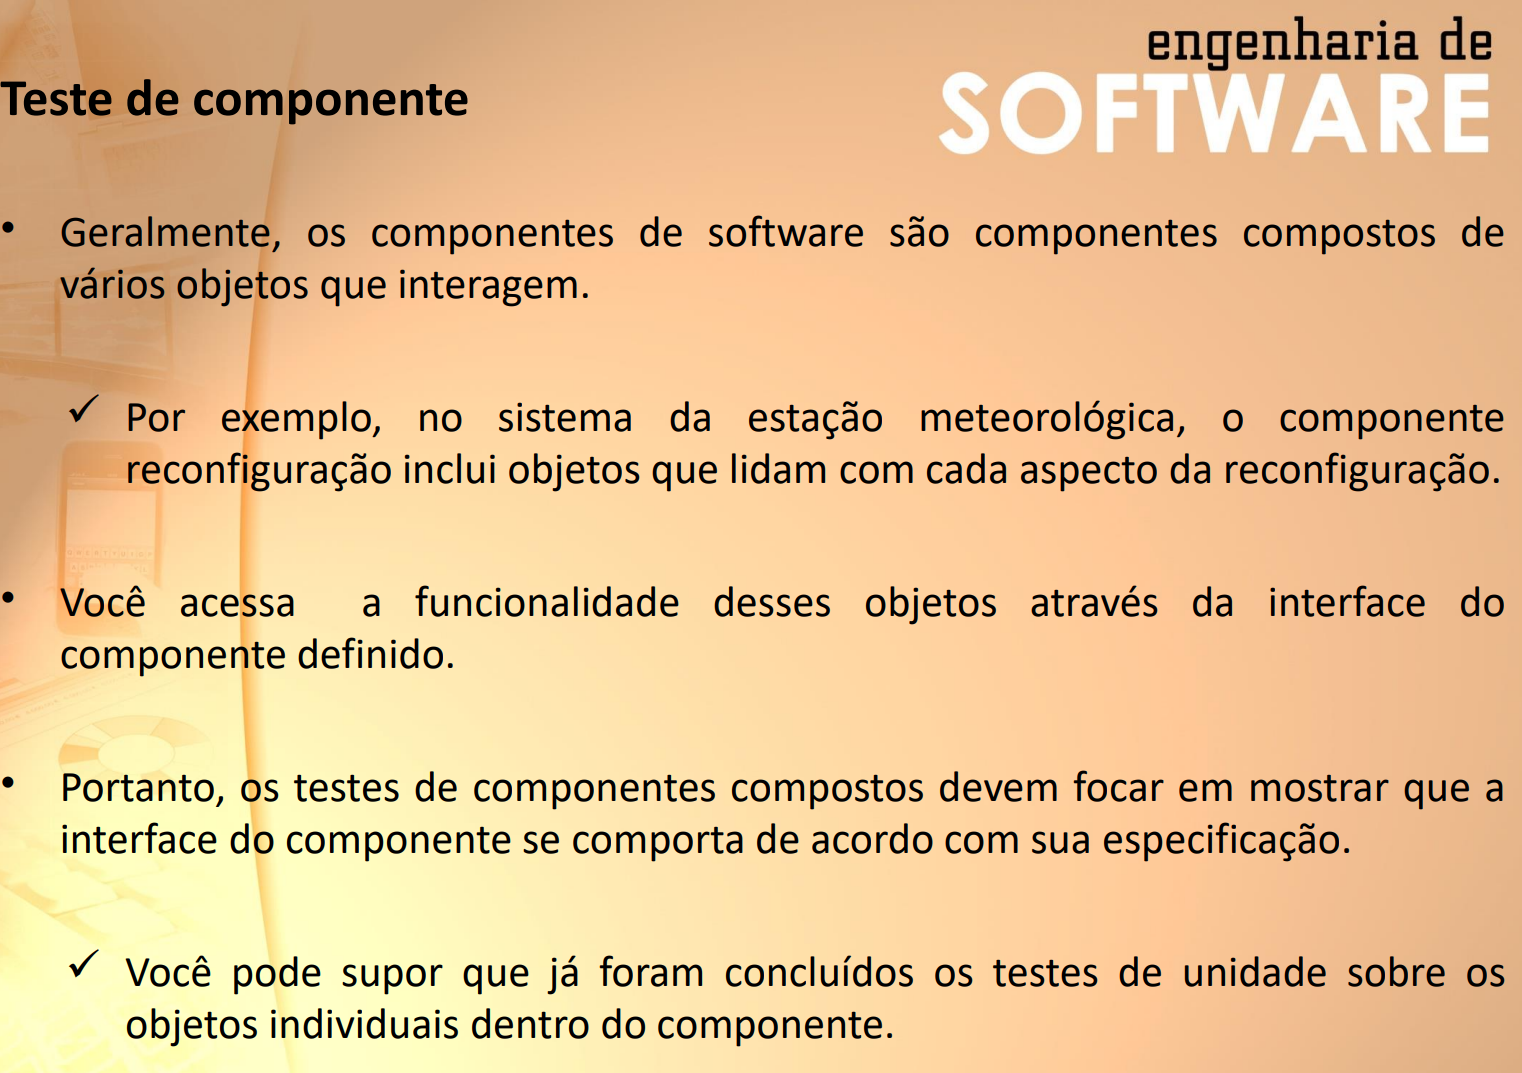 engenharia de
SOFTWARE
Teste de componente
• Geralmente, os componentes de software são componentes compostos de
vários objetos que interagem.
✓ Por exemplo, no sistema da estação meteorológica, o componente
reconfiguração inclui objetos que lidam com cada aspecto da reconfiguração.
• Você acessa a funcionalidade desses objetos através da interface do
componente definido.
• Portanto, os testes de componentes compostos devem focar em mostrar que a
interface do componente se comporta de acordo com sua especificação.
✓ Você pode supor que já foram concluídos os testes de unidade sobre os
objetos individuais dentro do componente.